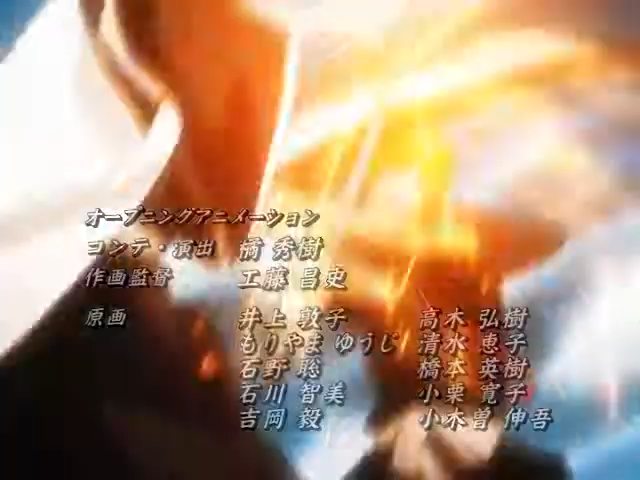 オープニングアニメーション
コンテ・演出　橘 秀樹
作画監督　工藤 昌史
原画　井上 敦子　高木 弘樹
もりやま ゆうじ　清水 恵子
石野 聡　橋本 英樹
石川 智美　小栗 寛子
吉岡 毅　小木曽 伸吾